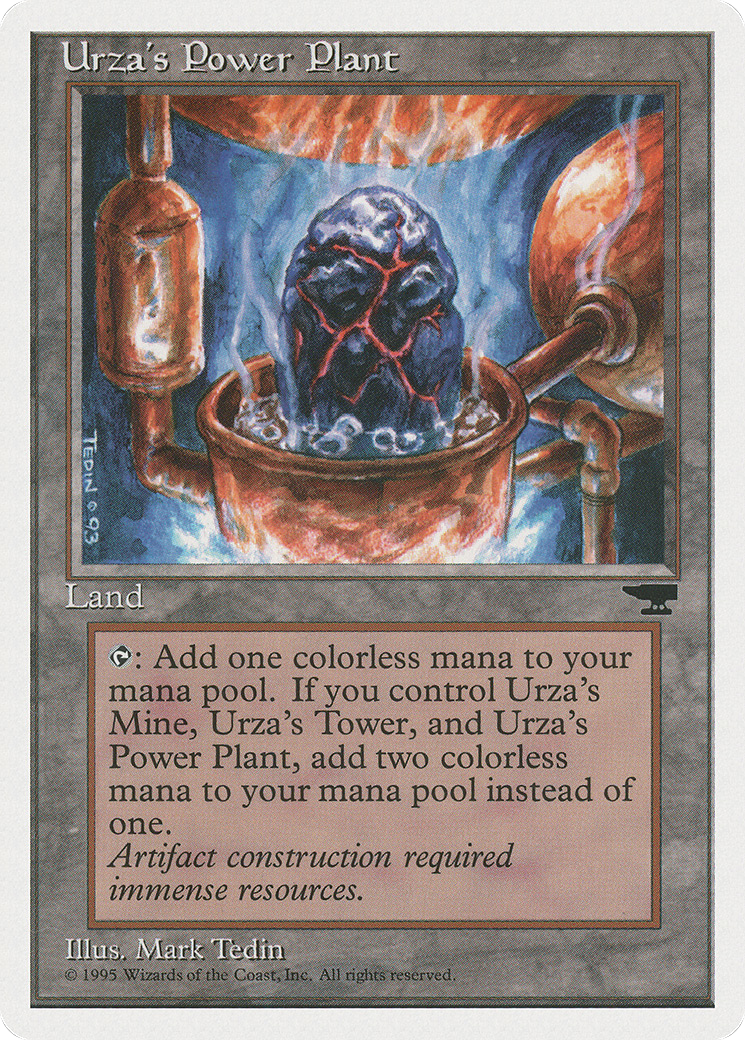 Urza's Power Plant
TEDIN © 93
Land
: Add one colorless mana to your
mana pool. If you control Urza's
Mine, Urza's Tower, and Urza's
Power Plant, add two colorless
mana to your mana pool instead of
one.
Artifact construction required
immense resources.
Illus. Mark Tedin
© 1995 Wizards of the Coast, Inc. All rights reserved.